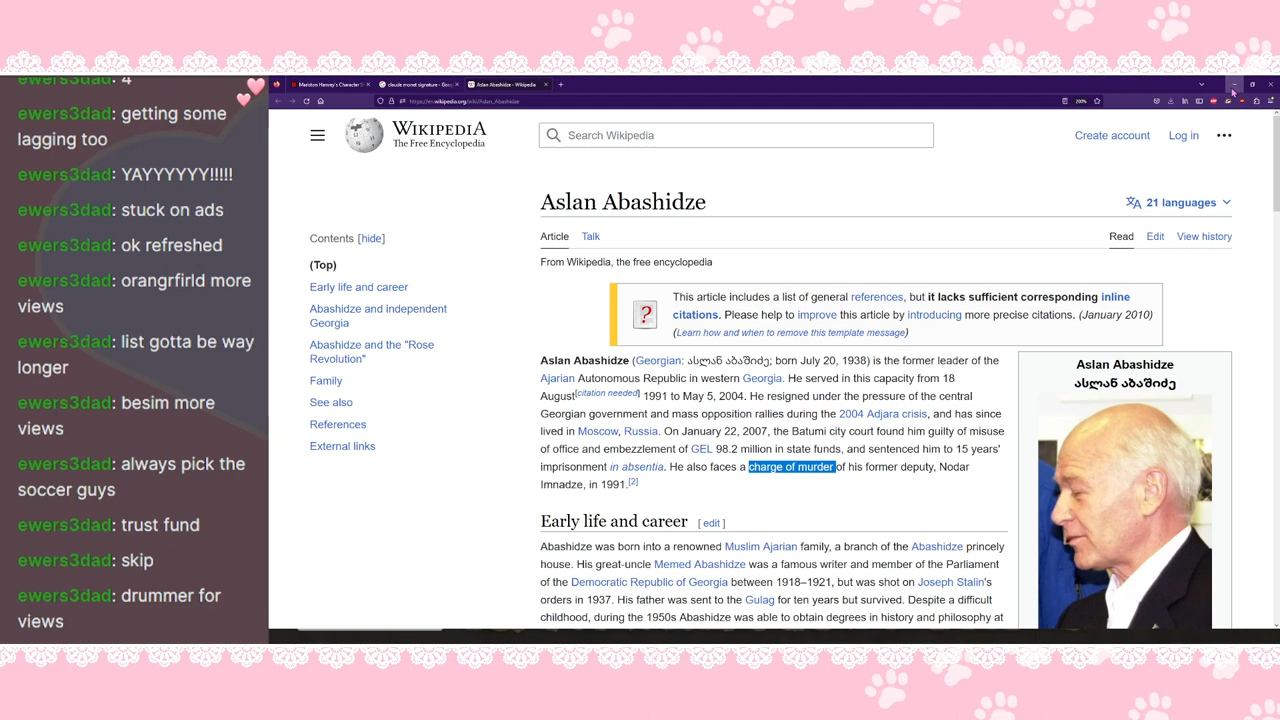 ewers3dad: 4
ewers3dad: getting some
lagging too
ewers3dad: YAYYYYYY!!!!!
ewers3dad: stuck on ads
ewers3dad: ok refreshed
ewers3dad: orangrfirld more
views
ewers3dad: list gotta be way
longer
ewers3dad: besim more
views
ewers3dad: always pick the
soccer guys
ewers3dad: trust fund
ewers3dad: skip
ewers3dad: drummer for
views
claude monet signature - Goog
Aslan Abashidze - Wikipedia
https://en.wikipedia.org/wiki/Aslan_Abashidze
200%
WIKIPEDIA
The Free Encyclopedia
Search Wikipedia
Create account
Log in
Contents [hide]
(Top)
Early life and career
Abashidze and independent
Georgia
Abashidze and the "Rose
Revolution"
Family
See also
References
External links
Aslan Abashidze
21 languages
Article Talk
Read Edit View history
From Wikipedia, the free encyclopedia
This article includes a list of general references, but it lacks sufficient corresponding inline
citations. Please help to improve this article by introducing more precise citations. (January 2010)
(Learn how and when to remove this template message)
Aslan Abashidze (Georgian: ასლან აბაშიძე; born July 20, 1938) is the former leader of the
Ajarian Autonomous Republic in western Georgia. He served in this capacity from 18
August[citation needed] 1991 to May 5, 2004. He resigned under the pressure of the central
Georgian government and mass opposition rallies during the 2004 Adjara crisis, and has since
lived in Moscow, Russia. On January 22, 2007, the Batumi city court found him guilty of misuse
of office and embezzlement of GEL 98.2 million in state funds, and sentenced him to 15 years'
imprisonment in absentia. He also faces a charge of murder of his former deputy, Nodar
Imnadze, in 1991.[2]
Early life and career [ edit ]
Abashidze was born into a renowned Muslim Ajarian family, a branch of the Abashidze princely
house. His great-uncle Memed Abashidze was a famous writer and member of the Parliament
of the Democratic Republic of Georgia between 1918–1921, but was shot on Joseph Stalin's
orders in 1937. His father was sent to the Gulag for ten years but survived. Despite a difficult
childhood, during the 1950s Abashidze was able to obtain degrees in history and philosophy at
Aslan Abashidze
ასლან აბაშიძე